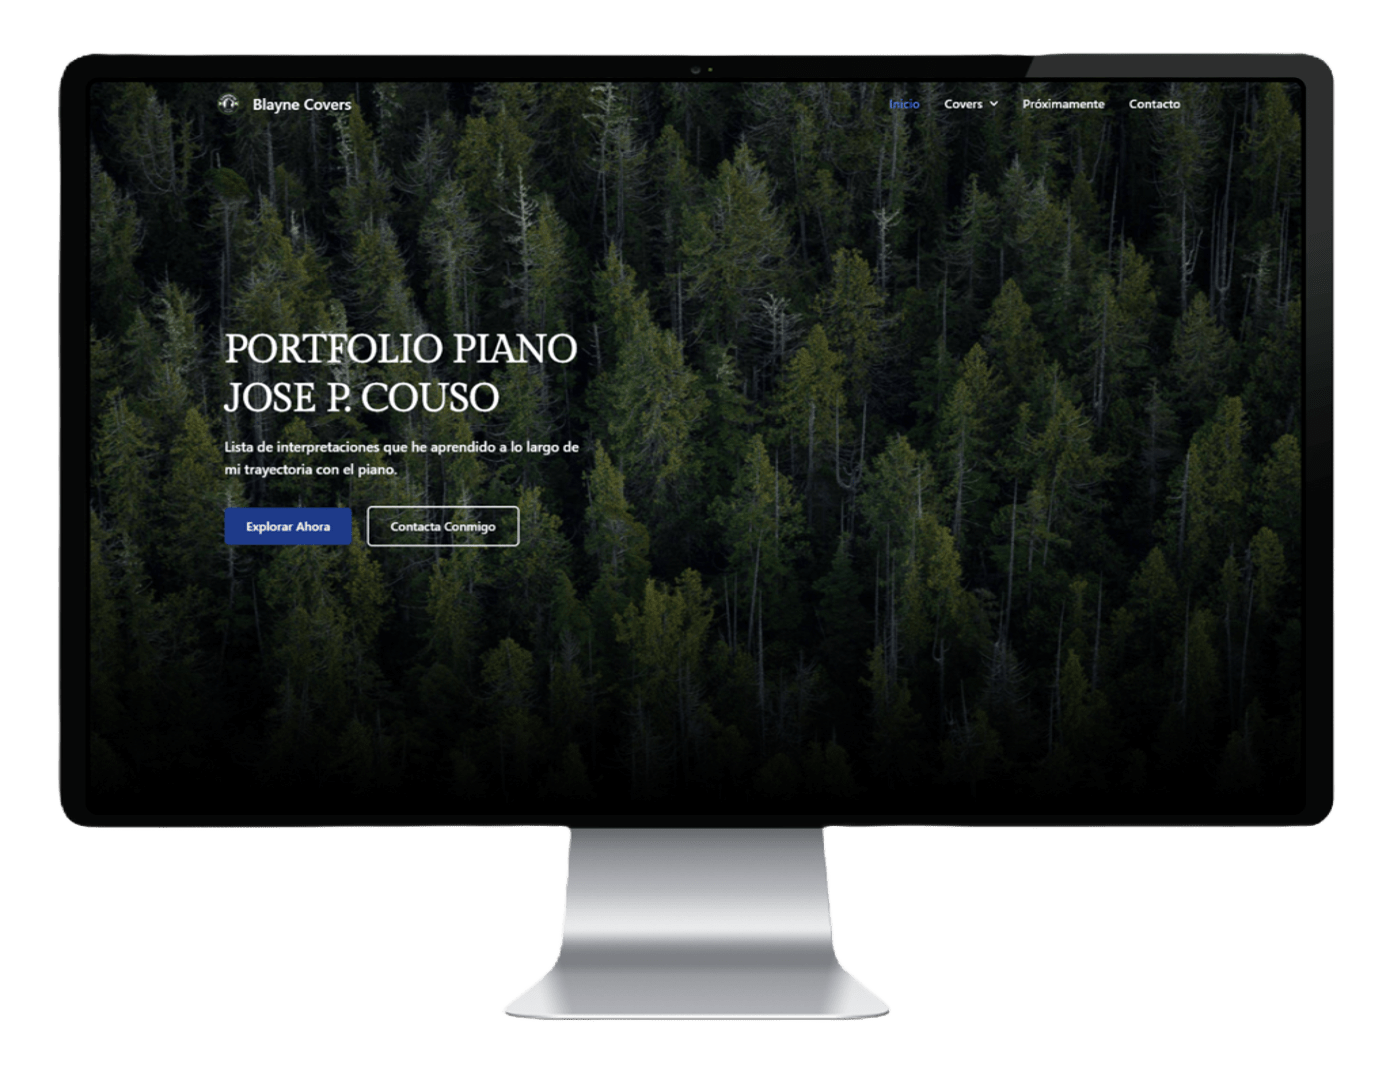 Blayne Covers
Inicio
Covers
Próximamente
Contacto
PORTFOLIO PIANO
JOSE P. COUSO
Lista de interpretaciones que he aprendido a lo largo de
mi trayectoria con el piano.
Explorar Ahora
Contacta Conmigo